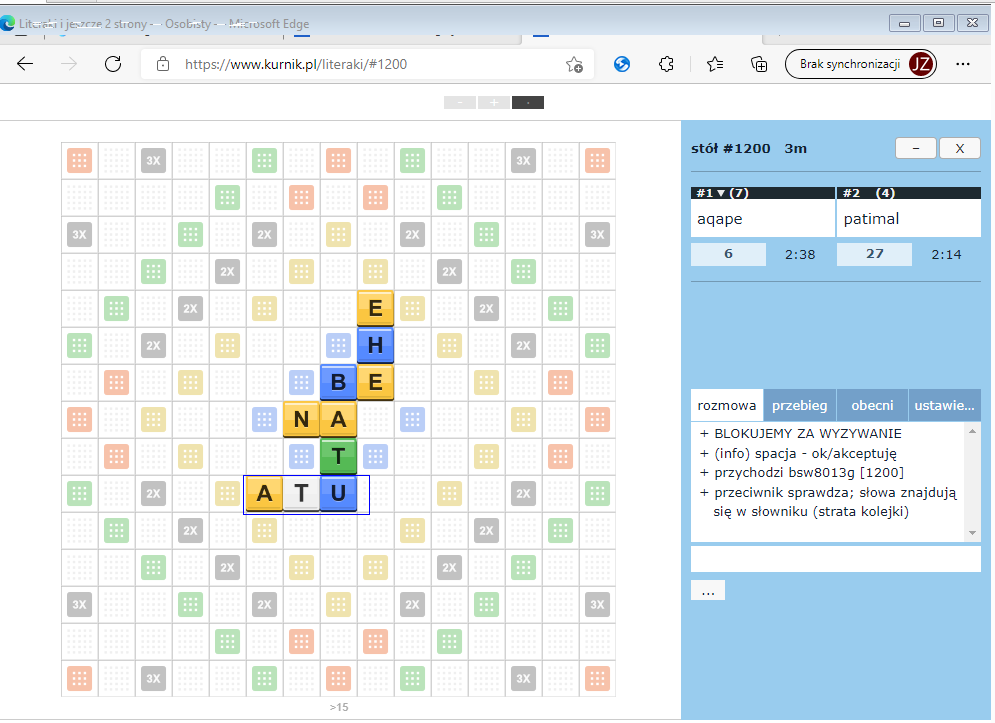 Literaki i jeszcze 2 strony — Osobisty — Microsoft Edge
https://www.kurnik.pl/literaki/#1200
Brak synchronizacji JZ
- + ·
stół #1200 3m
- X
#1 ▼ (7) #2 (4)
aqape patimal
6 2:38 27 2:14
3X 3X
3X 2X 2X 3X
2X 2X
2X E 2X
2X H 2X
B E
N A
T
2X A T U 2X
2X 2X
2X 2X
3X 2X 2X 3X
3X 3X
>15
rozmowa przebieg obecni ustawie...
+ BLOKUJEMY ZA WYZYWANIE
+ (info) spacja - ok/akceptuję
+ przychodzi bsw8013g [1200]
+ przeciwnik sprawdza; słowa znajdują
się w słowniku (strata kolejki)
...